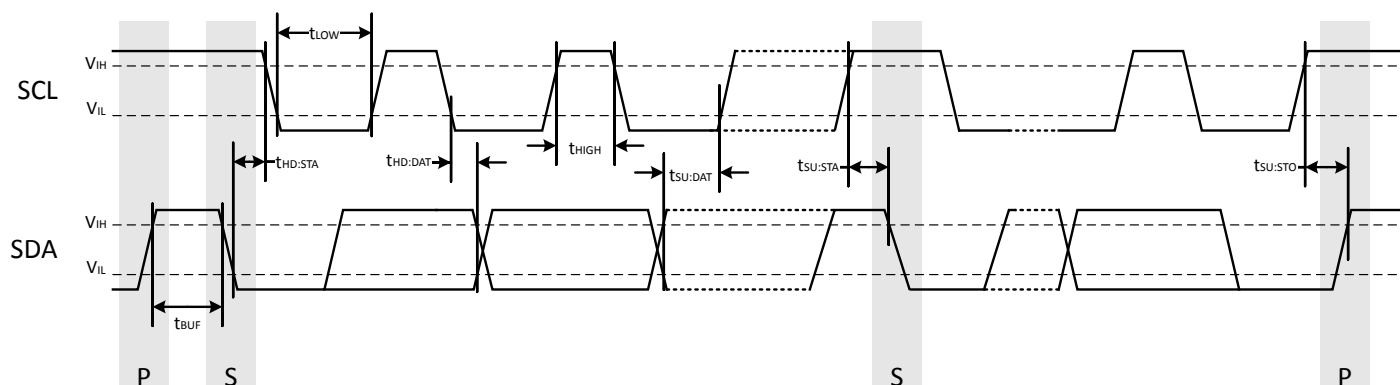 tLOW
VIH
SCL
VIL
tHD:STA
tHD:DAT
tHIGH
tSU:DAT
tSU:STA
tSU:STO
VIH
SDA
VIL
tBUF
P
S
S
P